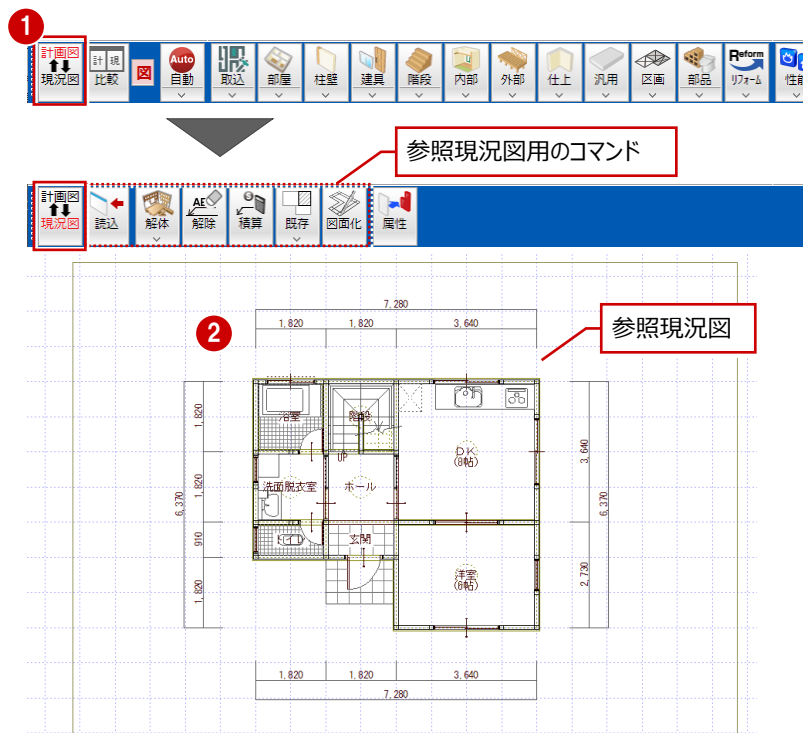 1
計画図
現況図
計 現
比較
図
Auto
自動
取込
部屋
柱壁
建具
階段
内部
外部
仕上
汎用
区画
部品
Reform
リフォーム
性能
参照現況図用のコマンド
計画図
現況図
読込
解体
AE
解除
積算
既存
図面化
属性
2
参照現況図
7,280
1,820 1,820 3,640
1,820
1,820
910
1,820
6,370
3,640
2,730
6,370
浴室
階段
UP
DK
(8帖)
洗面脱衣室
ホール
トイレ
玄関
洋室
(6帖)
1,820 1,820 3,640
7,280